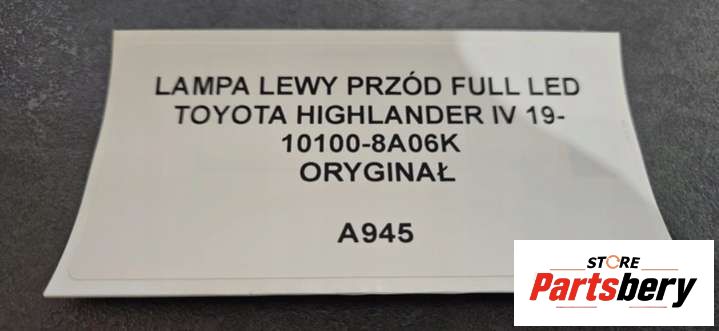 LAMPA LEWY PRZÓD FULL LED
TOYOTA HIGHLANDER IV 19-
10100-8A06K
ORYGINAŁ
A945
STORE
Partsbery